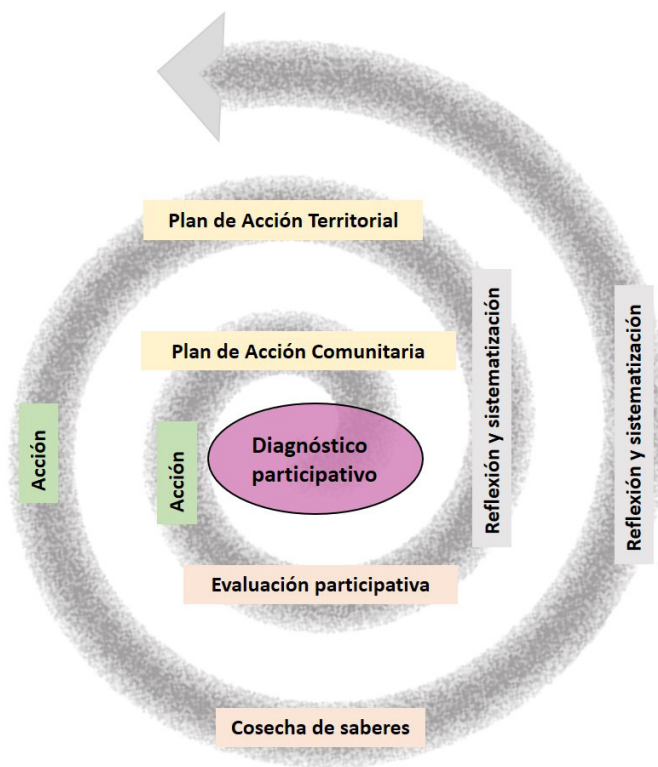 Plan de Acción Territorial
Plan de Acción Comunitaria
Reflexión y sistematización
Reflexión y sistematización
Acción
Acción
Diagnóstico
participativo
Evaluación participativa
Cosecha de saberes